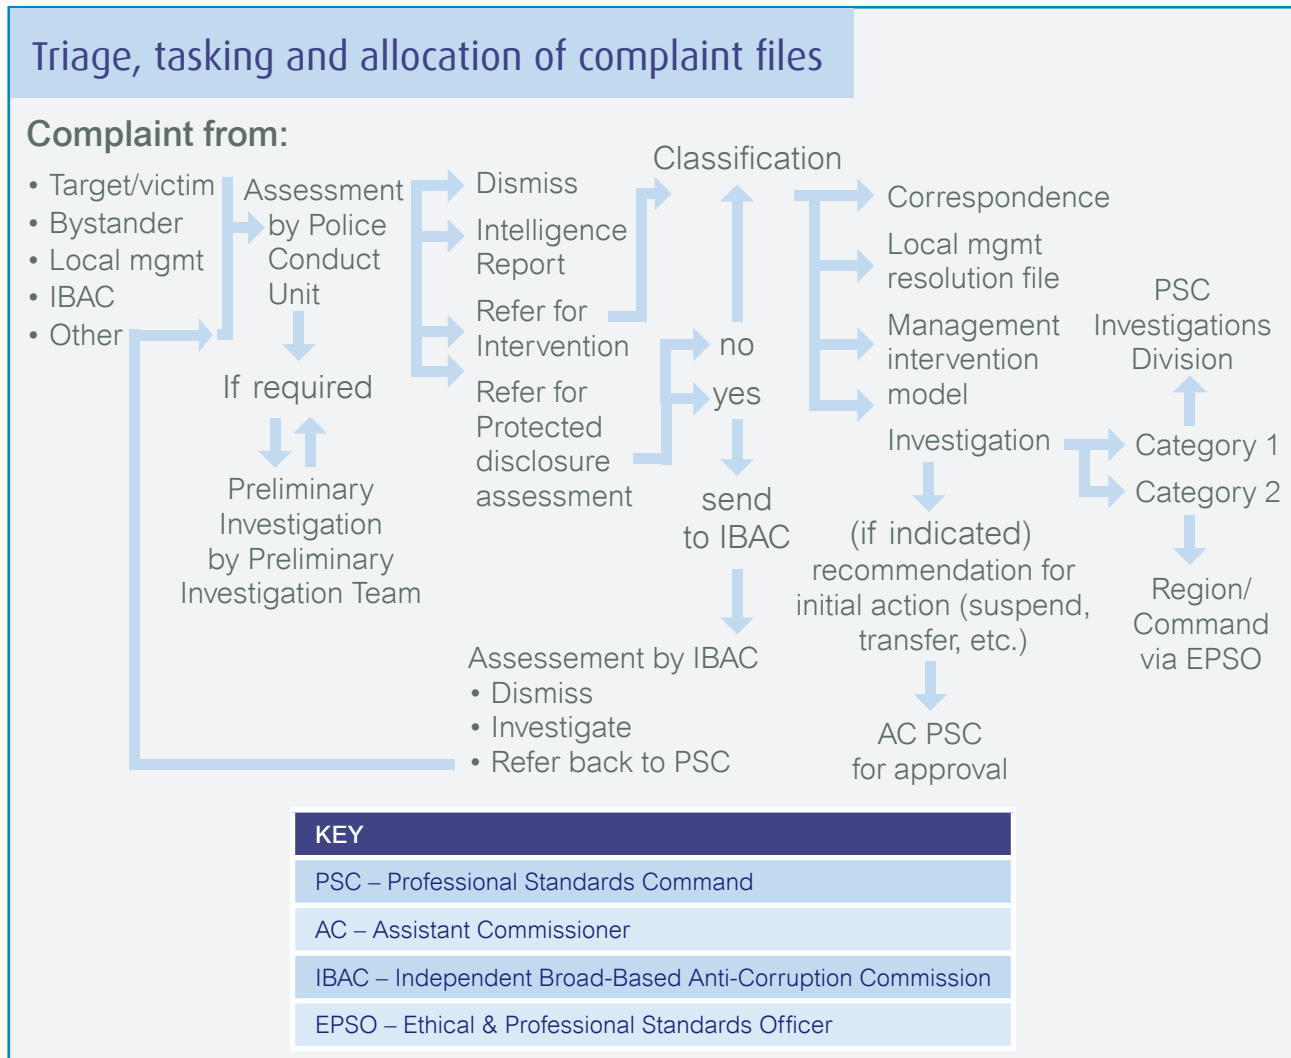 Triage, tasking and allocation of complaint files
Complaint from:
• Target/victim
• Bystander
• Local mgmt
• IBAC
• Other
Assessment
by Police
Conduct
Unit
If required
Preliminary
Investigation
by Preliminary
Investigation Team
Dismiss
Intelligence
Report
Refer for
Intervention
Refer for
Protected
disclosure
assessment
Classification
no
yes
send
to IBAC
Assessement by IBAC
• Dismiss
• Investigate
• Refer back to PSC
Correspondence
Local mgmt
resolution file
Management
intervention
model
Investigation
(if indicated)
recommendation for
initial action (suspend,
transfer, etc.)
AC PSC
for approval
PSC
Investigations
Division
Category 1
Category 2
Region/
Command
via EPSO
KEY
PSC – Professional Standards Command
AC – Assistant Commissioner
IBAC – Independent Broad-Based Anti-Corruption Commission
EPSO – Ethical & Professional Standards Officer